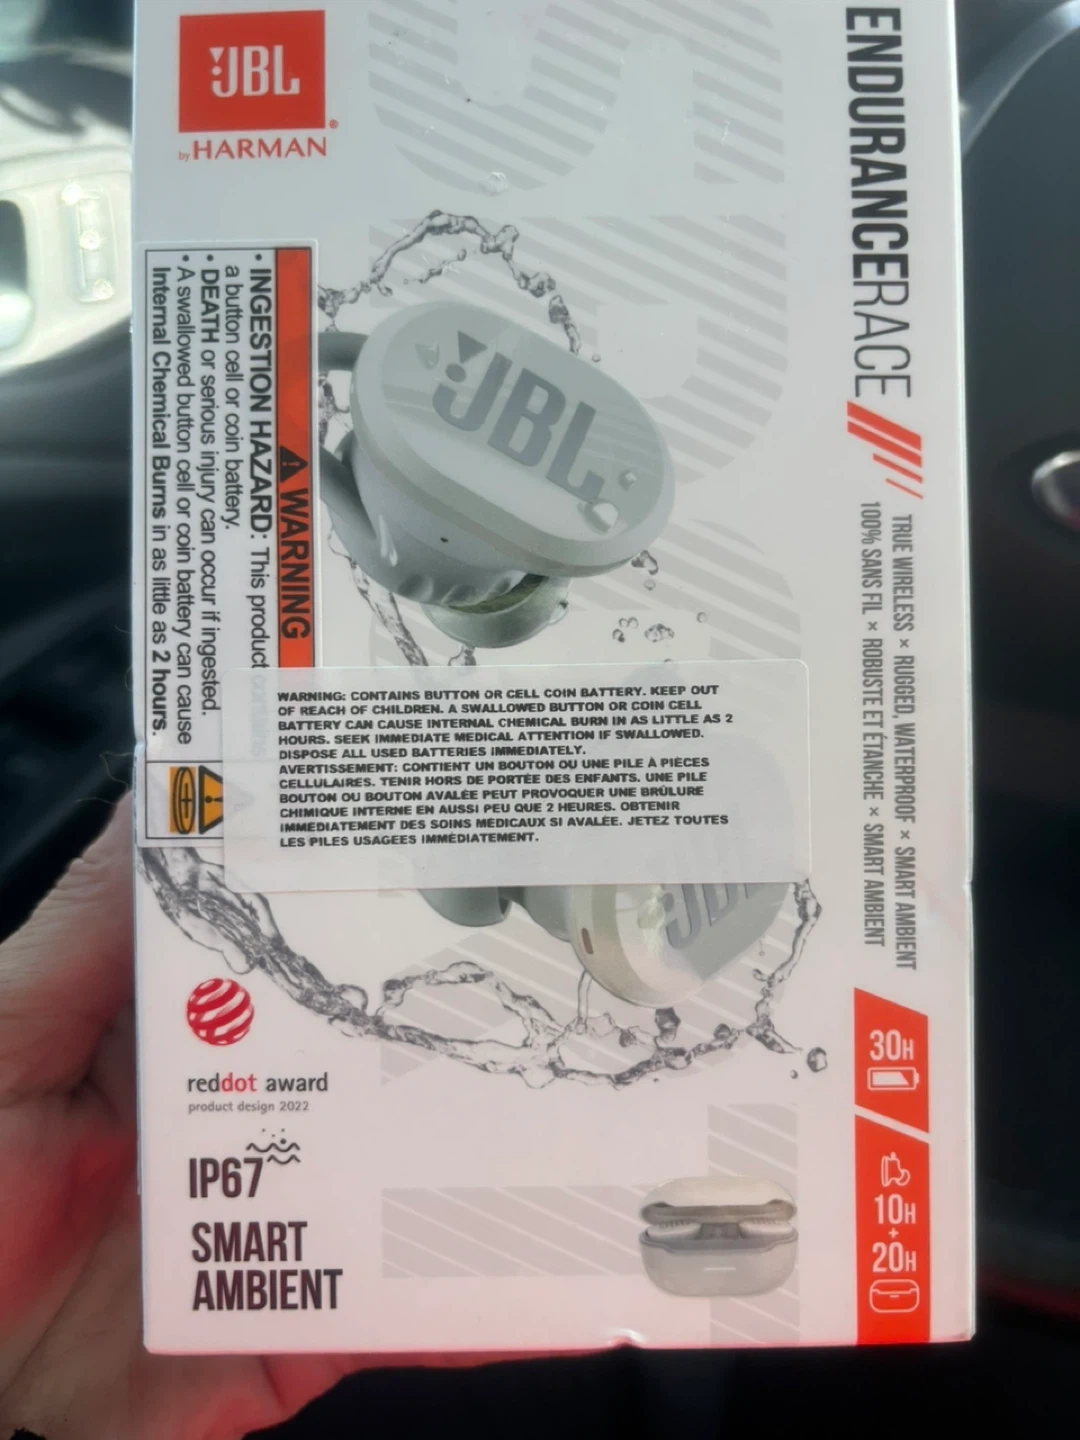 JBL
by HARMAN
ENDURANCERACE
TRUE WIRELESS × RUGGED, WATERPROOF × SMART AMBIENT
100% SANS FIL × ROBUSTE ET ÉTANCHE × SMART AMBIENT
30H
10H
+
20H
WARNING
• INGESTION HAZARD: This product contains
a button cell or coin battery.
• DEATH or serious injury can occur if ingested.
• A swallowed button cell or coin battery can cause
Internal Chemical Burns in as little as 2 hours.
JBL
WARNING: CONTAINS BUTTON OR CELL COIN BATTERY. KEEP OUT
OF REACH OF CHILDREN. A SWALLOWED BUTTON OR COIN CELL
BATTERY CAN CAUSE INTERNAL CHEMICAL BURN IN AS LITTLE AS 2
HOURS. SEEK IMMEDIATE MEDICAL ATTENTION IF SWALLOWED.
DISPOSE ALL USED BATTERIES IMMEDIATELY.
AVERTISSEMENT: CONTIENT UN BOUTON OU UNE PILE À PIÈCES
CELLULAIRES. TENIR HORS DE PORTÉE DES ENFANTS. UNE PILE
BOUTON OU BOUTON AVALÉE PEUT PROVOQUER UNE BRÛLURE
CHIMIQUE INTERNE EN AUSSI PEU QUE 2 HEURES. OBTENIR
IMMÉDIATEMENT DES SOINS MÉDICAUX SI AVALÉE. JETEZ TOUTES
LES PILES USAGÉES IMMÉDIATEMENT.
JBL
reddot award
product design 2022
IP67
SMART
AMBIENT